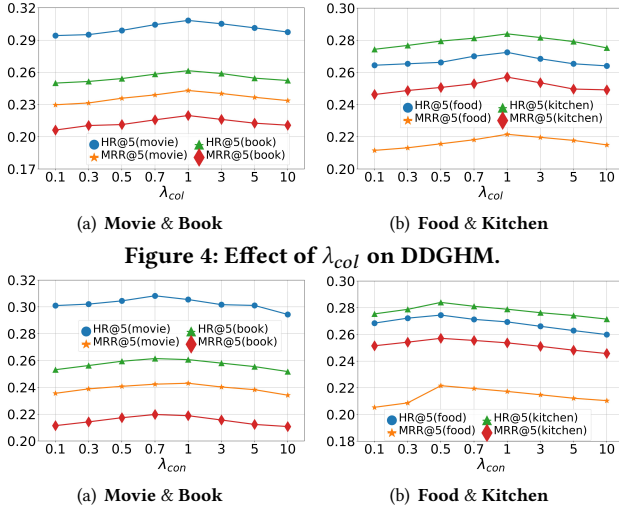 0.32
0.29
0.26
0.23
0.20
0.17
HR@5(movie) HR@5(book)
MRR@5(movie) MRR@5(book)
0.1 0.3 0.5 0.7 1 3 5 10
λcol
(a) Movie & Book
0.30
0.28
0.26
0.24
0.22
0.20
HR@5(food) HR@5(kitchen)
MRR@5(food) MRR@5(kitchen)
0.1 0.3 0.5 0.7 1 3 5 10
λcol
(b) Food & Kitchen
Figure 4: Effect of λcol on DDGHM.
0.32
0.30
0.28
0.26
0.24
0.22
0.20
HR@5(movie) HR@5(book)
MRR@5(movie) MRR@5(book)
0.1 0.3 0.5 0.7 1 3 5 10
λcon
(a) Movie & Book
0.28
0.26
0.24
0.22
0.20
0.18
HR@5(food) HR@5(kitchen)
MRR@5(food) MRR@5(kitchen)
0.1 0.3 0.5 0.7 1 3 5 10
λcon
(b) Food & Kitchen